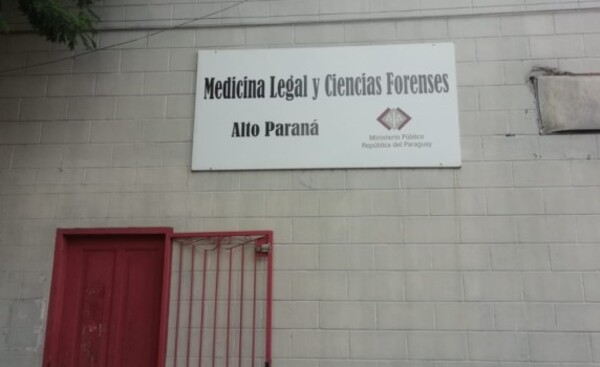 Medicina Legal y Ciencias Forenses
Alto Paraná
Ministerio Público
República del Paraguay